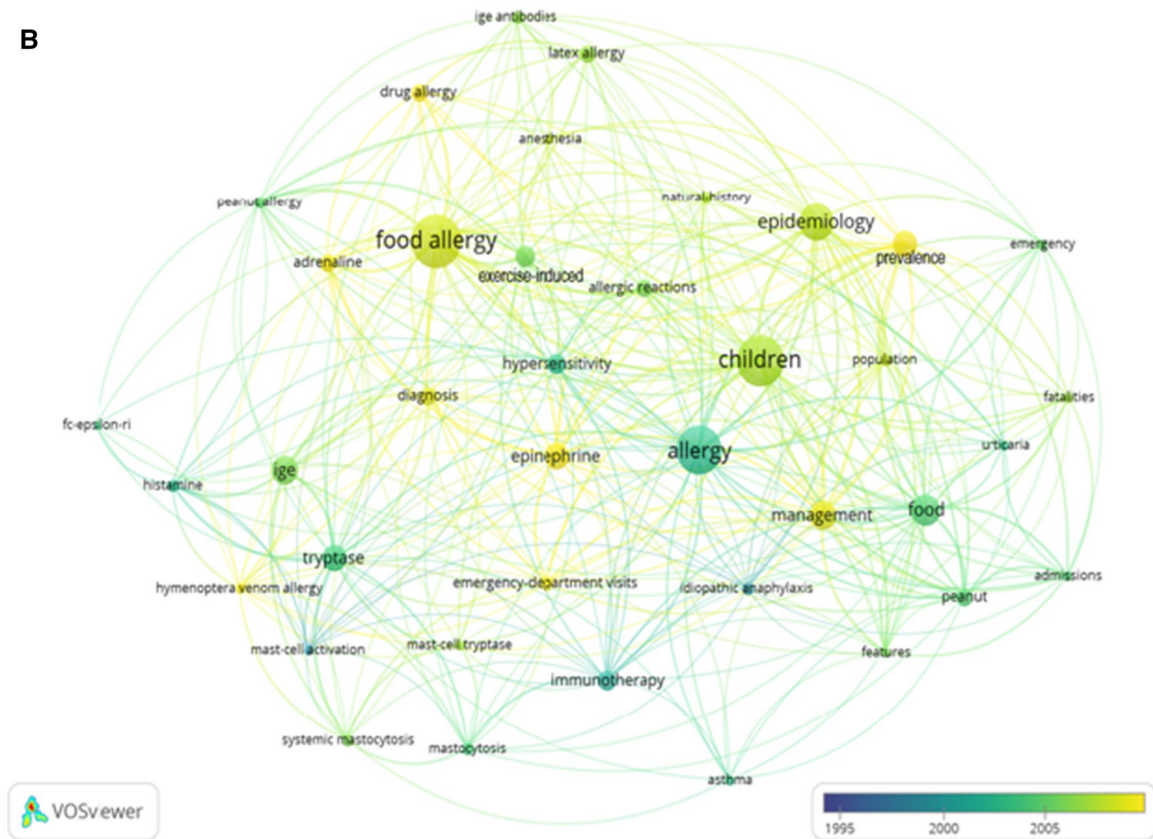 B
ige antibodies
latex allergy
drug allergy
anesthesia
peanut allergy
natural-history
epidemiology
food allergy
emergency
prevalence
adrenaline
exercise-induced
allergic reactions
hypersensitivity
children
population
diagnosis
fatalities
fc-epsilon-ri
urticaria
allergy
epinephrine
ige
histamine
management
food
tryptase
admissions
hymenoptera venom allergy
emergency-department visits
idiopathic anaphylaxis
peanut
mast-cell activation
mast-cell tryptase
features
immunotherapy
systemic mastocytosis
mastocytosis
asthma
VOSviewer
1995
2000
2005